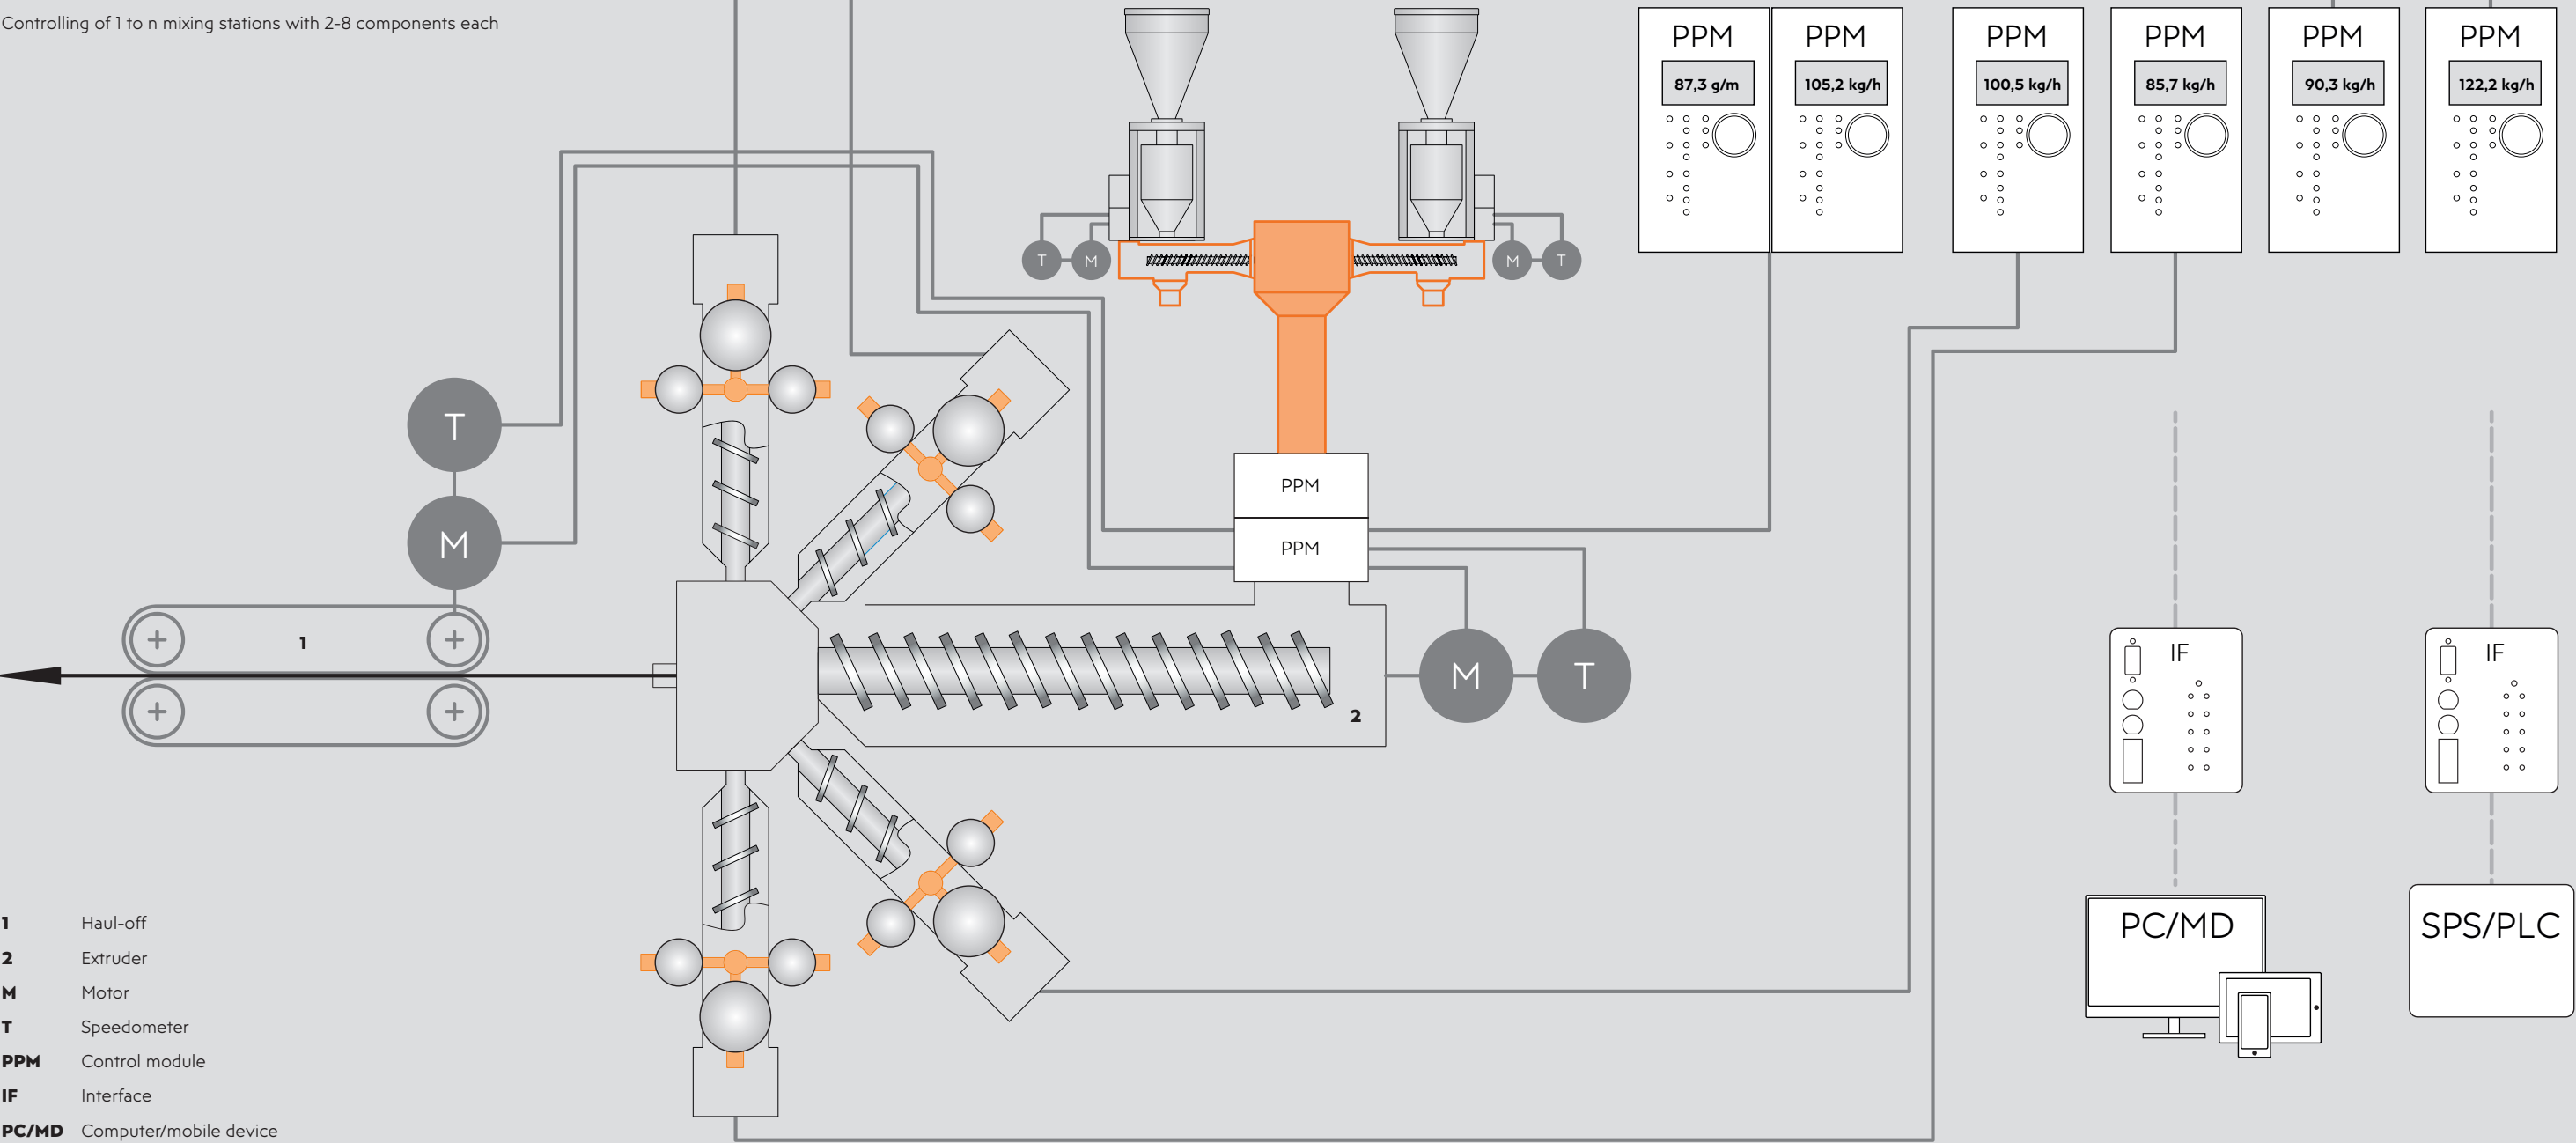 Controlling of 1 to n mixing stations with 2-8 components each
PPM
PPM
PPM
PPM
PPM
PPM
87,3 g/m
105,2 kg/h
100,5 kg/h
85,7 kg/h
90,3 kg/h
122,2 kg/h
T
M
M
T
T
M
PPM
PPM
1
2
M
T
IF
IF
PC/MD
SPS/PLC
1 Haul-off
2 Extruder
M Motor
T Speedometer
PPM Control module
IF Interface
PC/MD Computer/mobile device